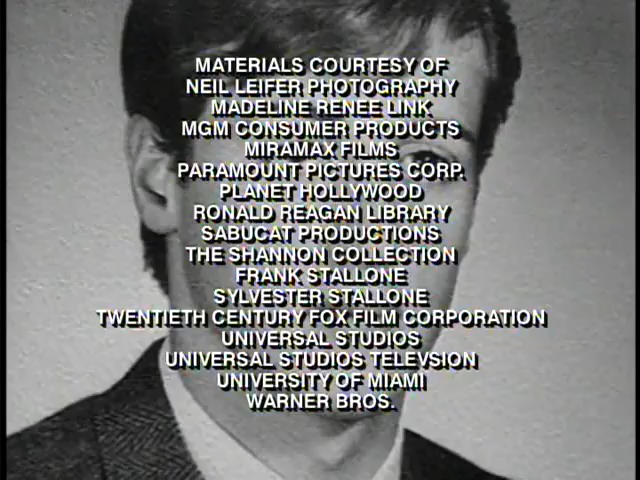 MATERIALS COURTESY OF
NEIL LEIFER PHOTOGRAPHY
MADELINE RENEE LINK
MGM CONSUMER PRODUCTS
MIRAMAX FILMS
PARAMOUNT PICTURES CORP.
PLANET HOLLYWOOD
RONALD REAGAN LIBRARY
SABUCAT PRODUCTIONS
THE SHANNON COLLECTION
FRANK STALLONE
SYLVESTER STALLONE
TWENTIETH CENTURY FOX FILM CORPORATION
UNIVERSAL STUDIOS
UNIVERSAL STUDIOS TELEVSION
UNIVERSITY OF MIAMI
WARNER BROS.